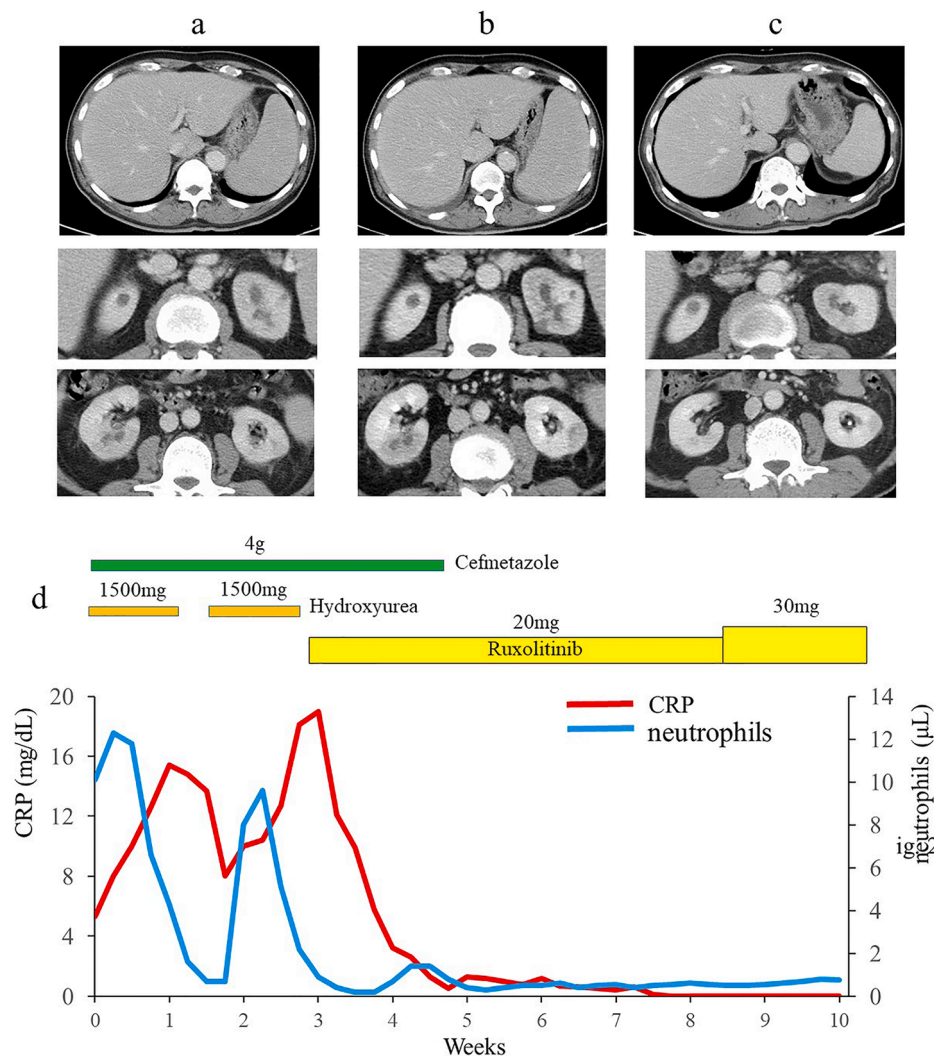 a b c
4g
Cefmetazole
1500mg 1500mg
Hydroxyurea
d
20mg 30mg
Ruxolitinib
CRP
neutrophils
CRP (mg/dL)
20
16
12
8
4
0
neutrophils (μL)
14
12
10
8
6
4
2
0
0 1 2 3 4 5 6 7 8 9 10
Weeks